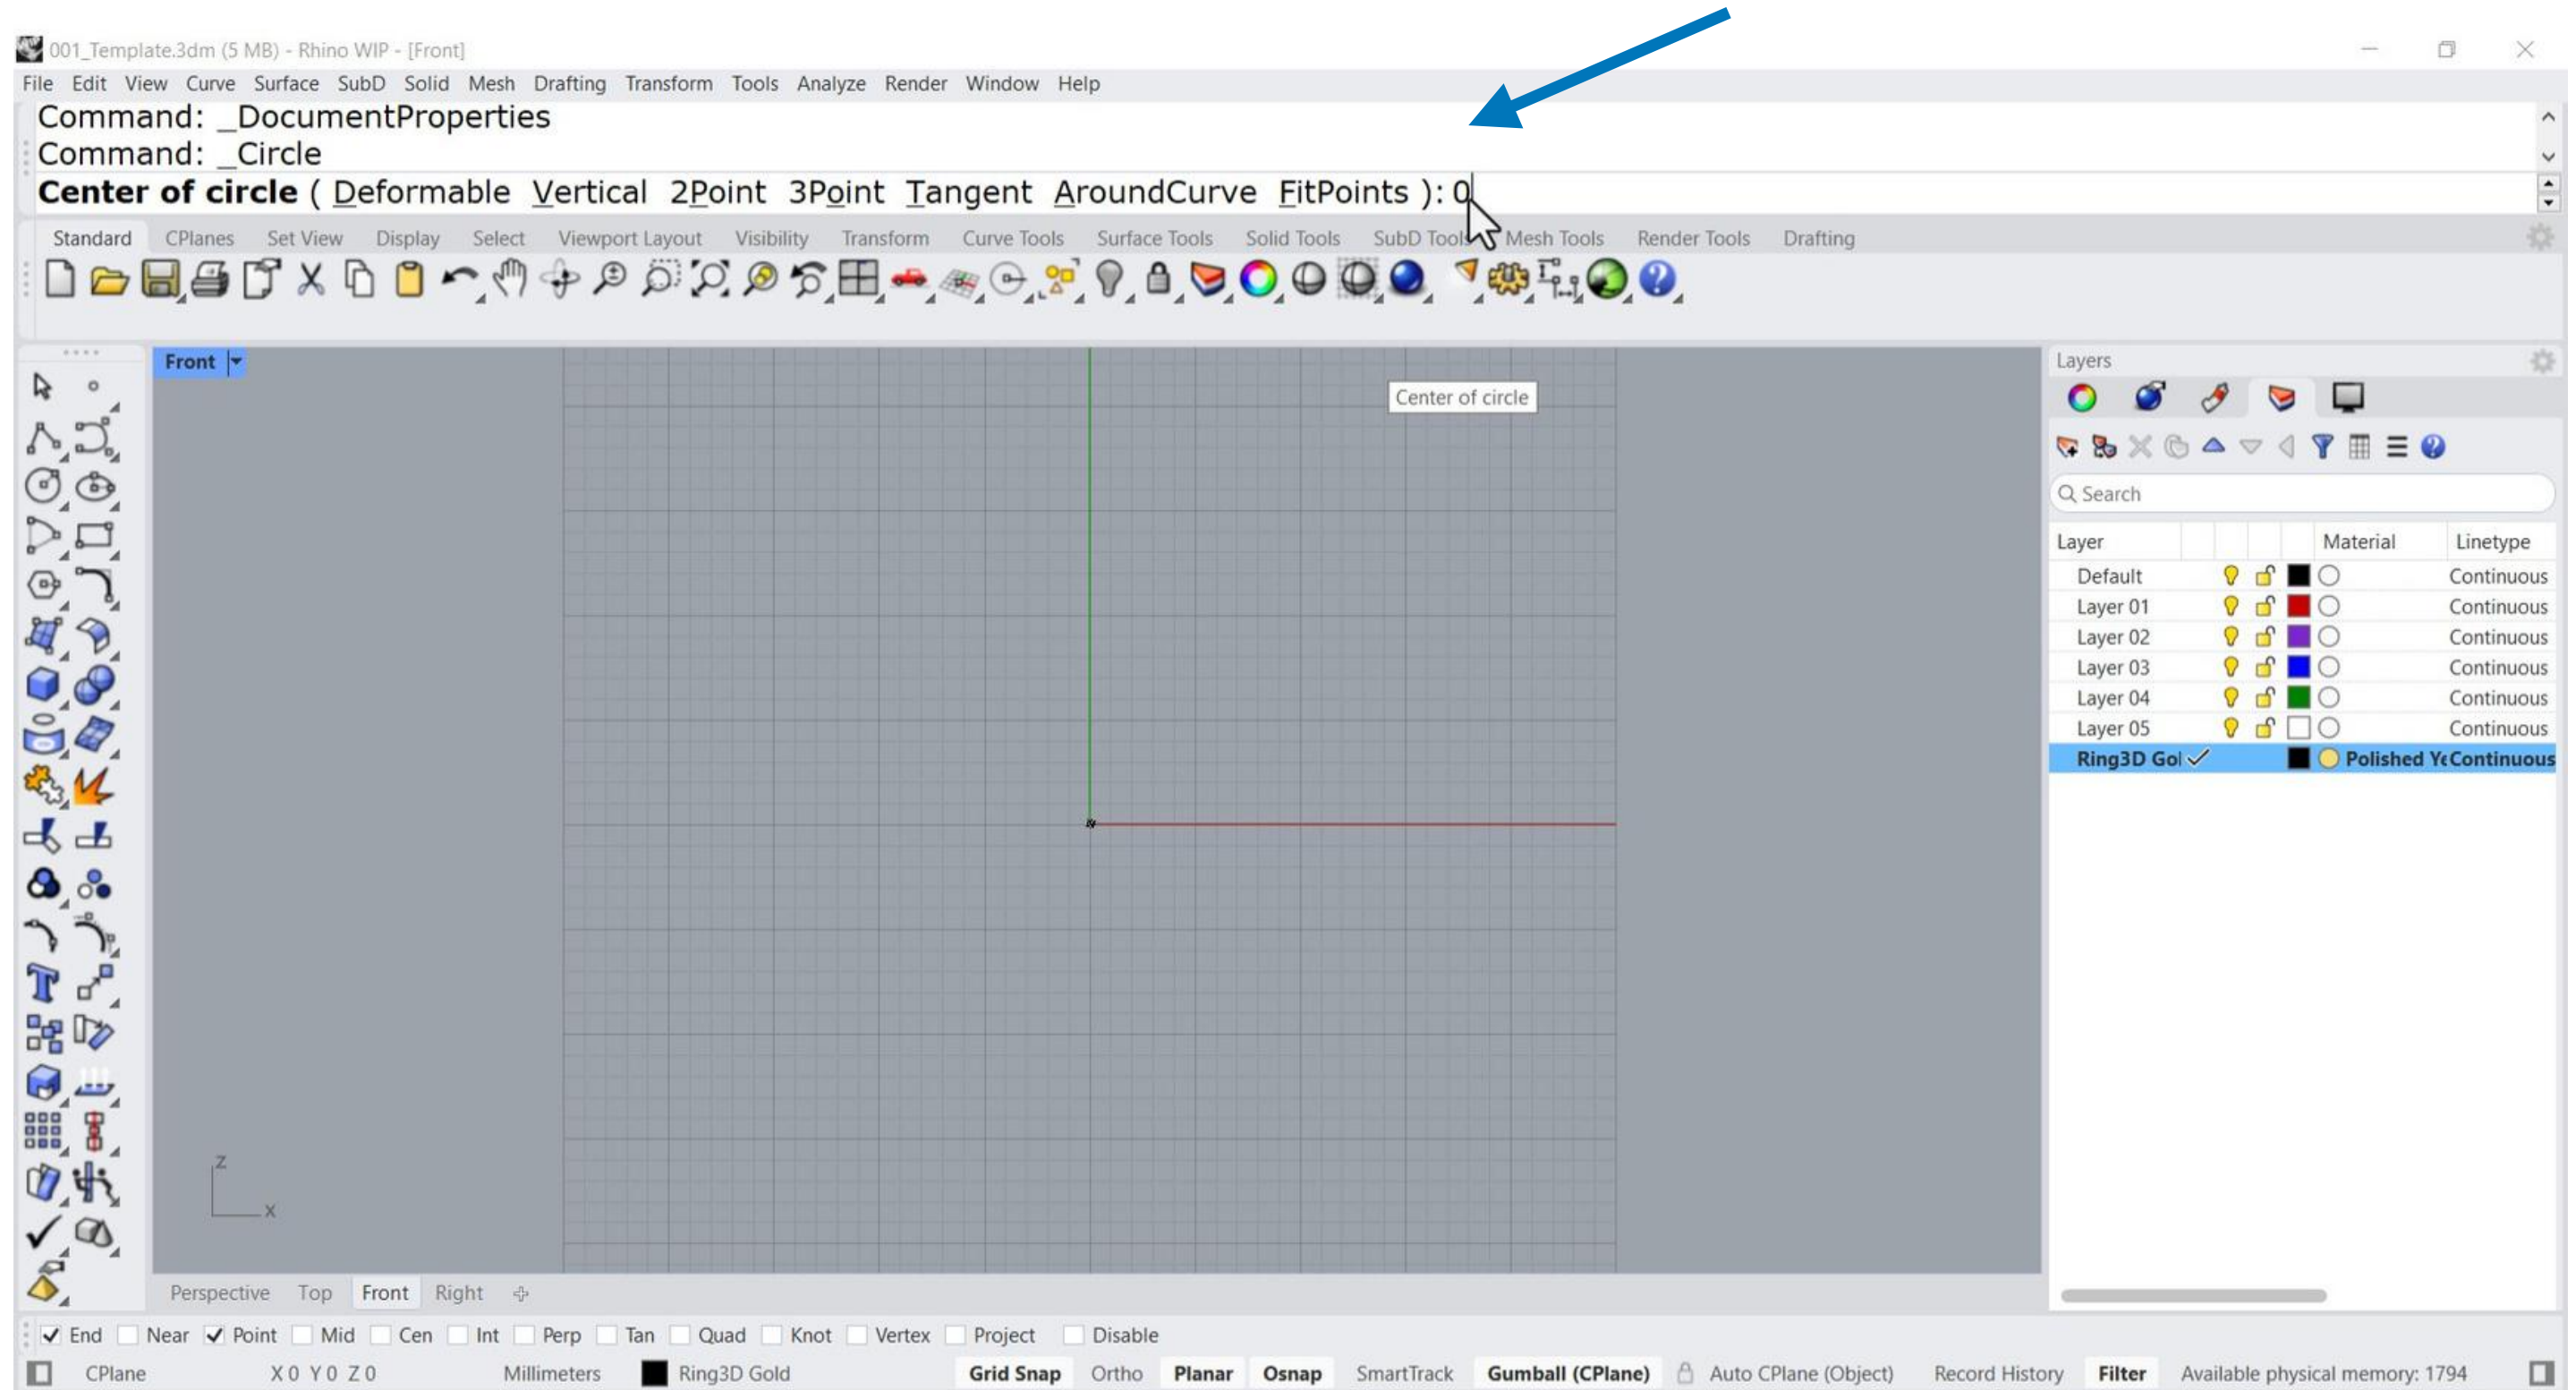 001_Template.3dm (5 MB) - Rhino WIP - [Front]
File Edit View Curve Surface SubD Solid Mesh Drafting Transform Tools Analyze Render Window Help
Command: _DocumentProperties
Command: _Circle
Center of circle ( Deformable Vertical 2Point 3Point Tangent AroundCurve FitPoints ): 0
Standard CPlanes Set View Display Select Viewport Layout Visibility Transform Curve Tools Surface Tools Solid Tools SubD Tools Mesh Tools Render Tools Drafting
Front
Center of circle
z
x
Layers
Search
Layer Material Linetype
Default Continuous
Layer 01 Continuous
Layer 02 Continuous
Layer 03 Continuous
Layer 04 Continuous
Layer 05 Continuous
Ring3D Gol Polished Ye Continuous
Perspective Top Front Right
End Near Point Mid Cen Int Perp Tan Quad Knot Vertex Project Disable
CPlane X 0 Y 0 Z 0 Millimeters Ring3D Gold Grid Snap Ortho Planar Osnap SmartTrack Gumball (CPlane) Auto CPlane (Object) Record History Filter Available physical memory: 1794